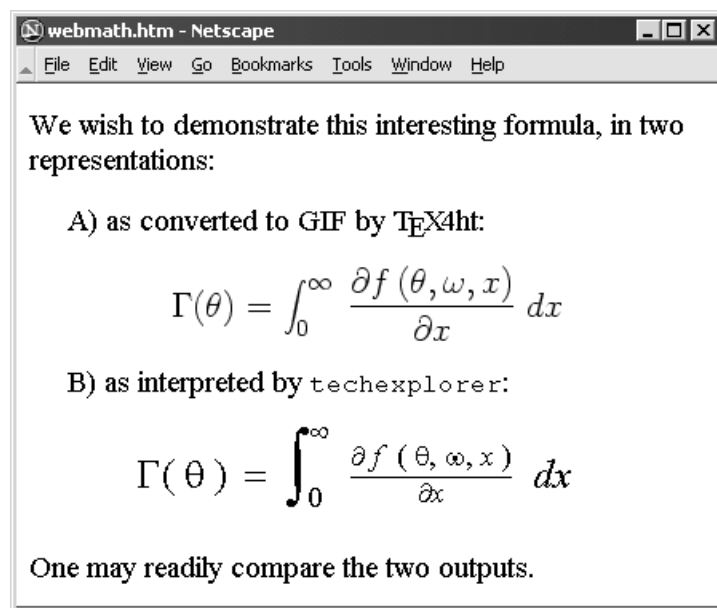 webmath.htm - Netscape
File Edit View Go Bookmarks Tools Window Help
We wish to demonstrate this interesting formula, in two
representations:
A) as converted to GIF by TEX4ht:
Γ(θ) = ∫₀^∞ ∂f (θ, ω, x) / ∂x dx
B) as interpreted by techexplorer:
Γ( θ ) = ∫₀^∞ ∂f ( θ, ω, x ) / ∂x dx
One may readily compare the two outputs.